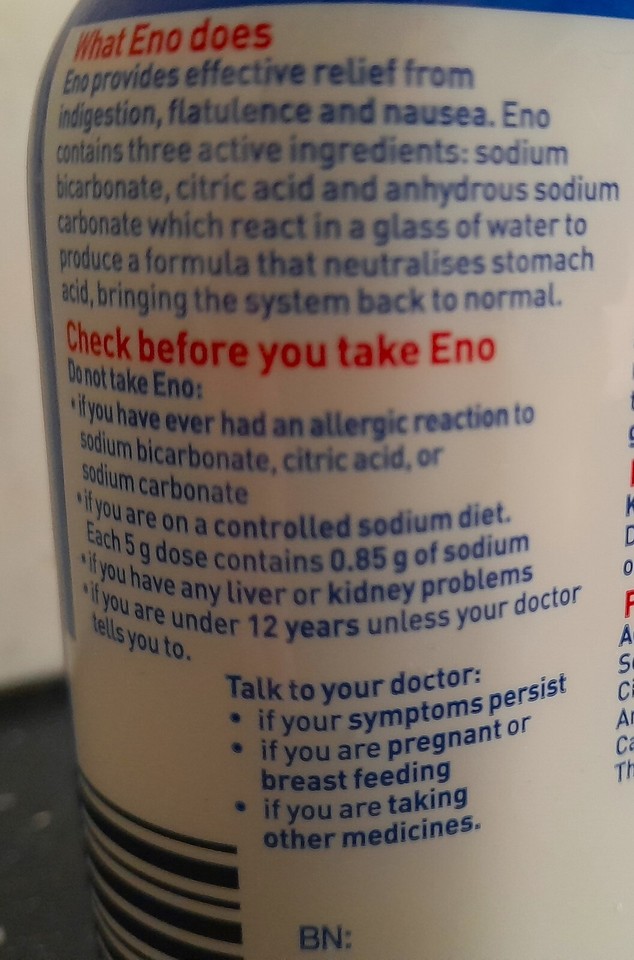 What Eno does
Eno provides effective relief from
indigestion, flatulence and nausea. Eno
contains three active ingredients: sodium
bicarbonate, citric acid and anhydrous sodium
carbonate which react in a glass of water to
produce a formula that neutralises stomach
acid, bringing the system back to normal.
Check before you take Eno
Do not take Eno:
• if you have ever had an allergic reaction to
sodium bicarbonate, citric acid, or
sodium carbonate
• if you are on a controlled sodium diet.
Each 5 g dose contains 0.85 g of sodium
• if you have any liver or kidney problems
• if you are under 12 years unless your doctor
tells you to.
Talk to your doctor:
• if your symptoms persist
• if you are pregnant or
breast feeding
• if you are taking
other medicines.
BN: